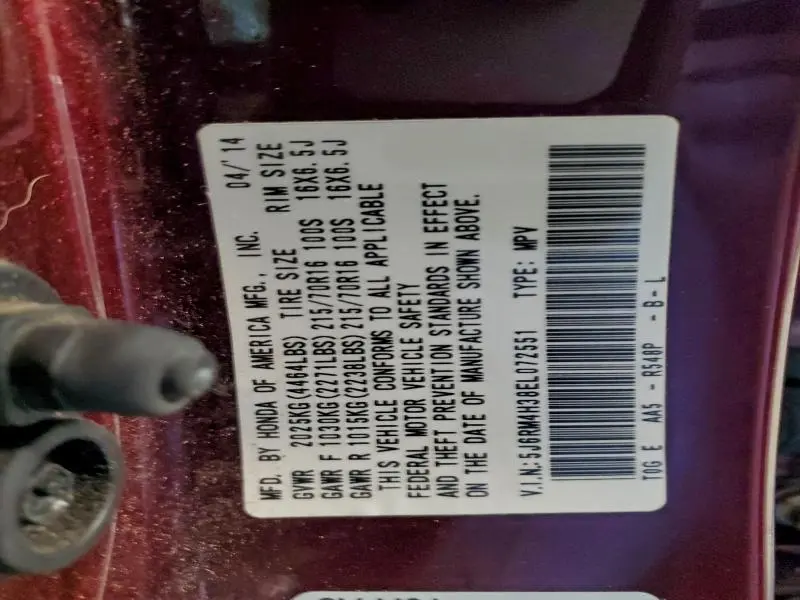 MFD. BY HONDA OF AMERICA MFG., INC. 04/'14
GVWR 2025KG(4464LBS) TIRE SIZE RIM SIZE
GAWR F 1030KG(2271LBS) 215/70R16 100S 16X6.5J
GAWR R 1015KG(2238LBS) 215/70R16 100S 16X6.5J
THIS VEHICLE CONFORMS TO ALL APPLICABLE
FEDERAL MOTOR VEHICLE SAFETY
AND THEFT PREVENTION STANDARDS IN EFFECT
ON THE DATE OF MANUFACTURE SHOWN ABOVE.
V.I.N:5J6RM4H38EL072551 TYPE: MPV
T0G E AA5 - R548P - B - L